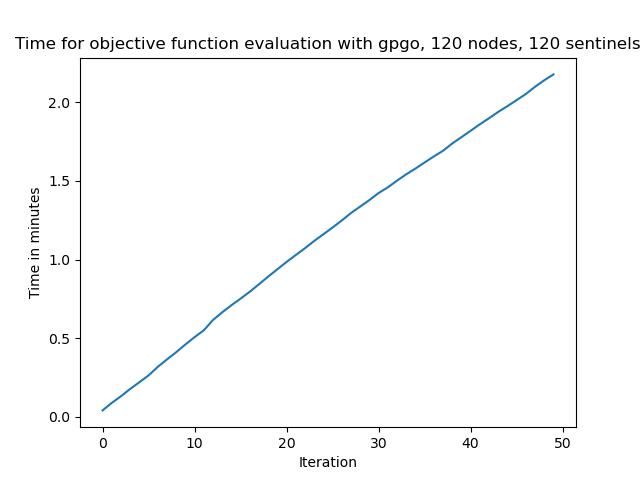 Time for objective function evaluation with gpgo, 120 nodes, 120 sentinels
2.0
1.5
1.0
0.5
0.0
Time in minutes
0 10 20 30 40 50
Iteration